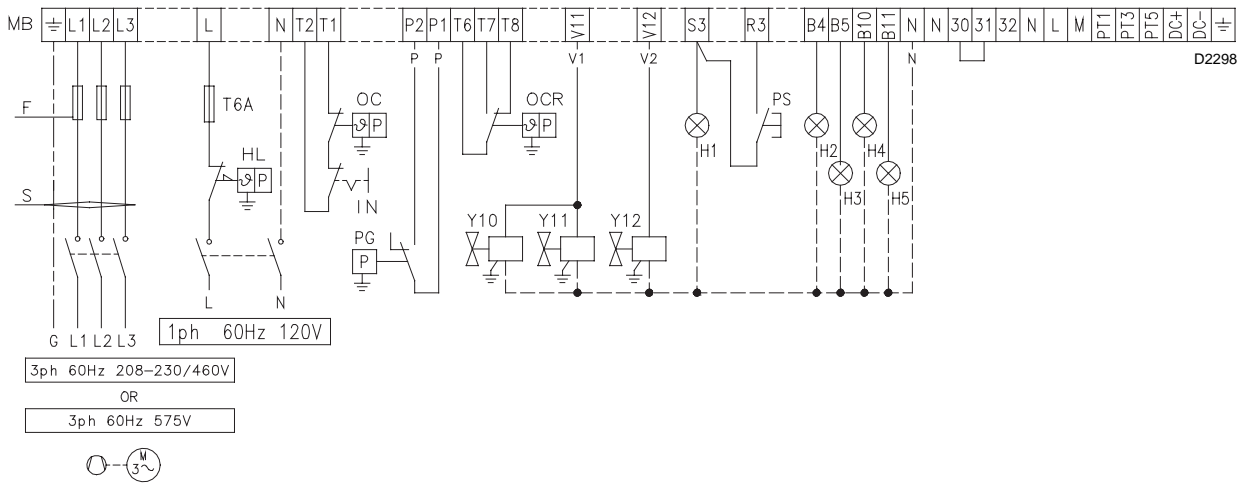 MB ⏚ L1 L2 L3 L N T2 T1 P2 P1 T6 T7 T8 V11 V12 S3 R3 B4 B5 B10 B11 N N 30 31 32 N L M PT1 PT3 PT5 DC+ DC- ⏚
P P V1 V2 N D2298
F T6A OC ϑ P OCR ϑ P PS
H1 H2 H4
HL ϑ P
H3 H5
S IN
Y10 Y11 Y12
PG
P
L N
G L1 L2 L3
1ph 60Hz 120V
3ph 60Hz 208-230/460V
OR
3ph 60Hz 575V
M
3~